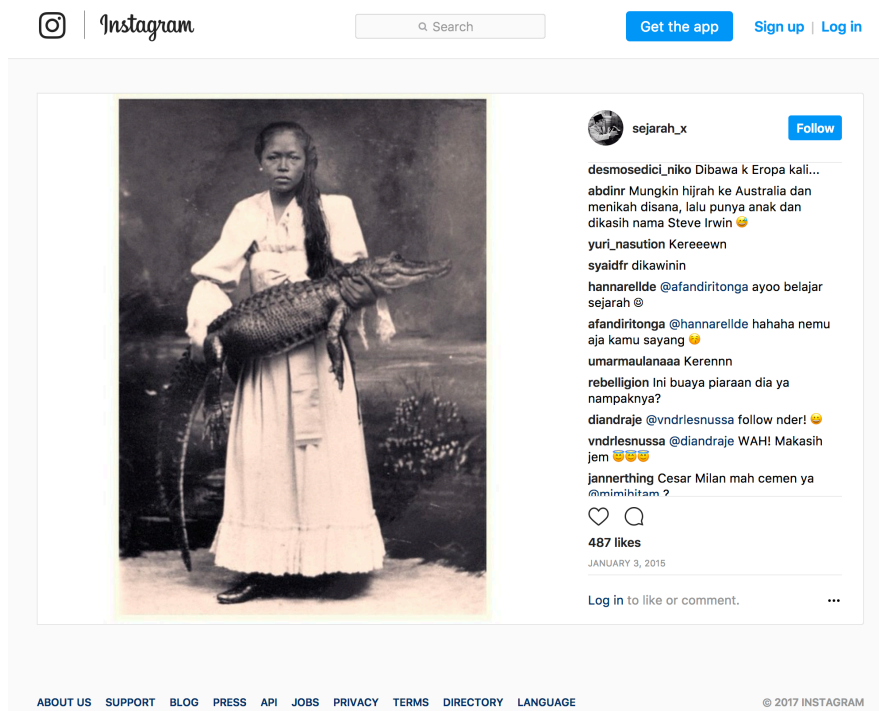 Instagram
Search
Get the app
Sign up | Log in
sejarah_x
Follow
desmosedici_niko Dibawa k Eropa kali...
abdinr Mungkin hijrah ke Australia dan
menikah disana, lalu punya anak dan
dikasih nama Steve Irwin 😅
yuri_nasution Kereeewn
syaidfr dikawinin
hannarellde @afandiritonga ayoo belajar
sejarah ☺
afandiritonga @hannarellde hahaha nemu
aja kamu sayang 😚
umarmaulanaaa Kerennn
rebelligion Ini buaya piaraan dia ya
nampaknya?
diandraje @vndrlesnussa follow nder! 😄
vndrlesnussa @diandraje WAH! Makasih
jem 😇😇😇
jannerthing Cesar Milan mah cemen ya
@mimihitam ?
487 likes
JANUARY 3, 2015
Log in to like or comment.
ABOUT US SUPPORT BLOG PRESS API JOBS PRIVACY TERMS DIRECTORY LANGUAGE
© 2017 INSTAGRAM